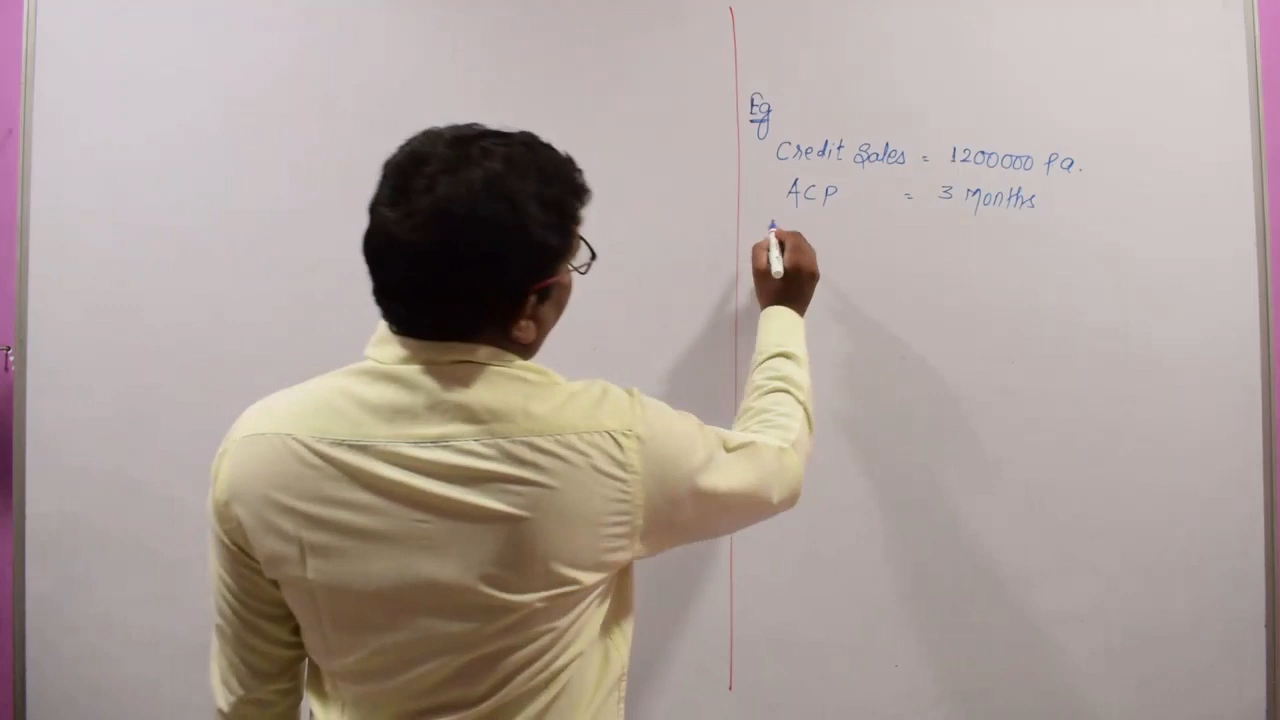 Eg
Credit Sales = 1200000 Pa.
ACP = 3 Months